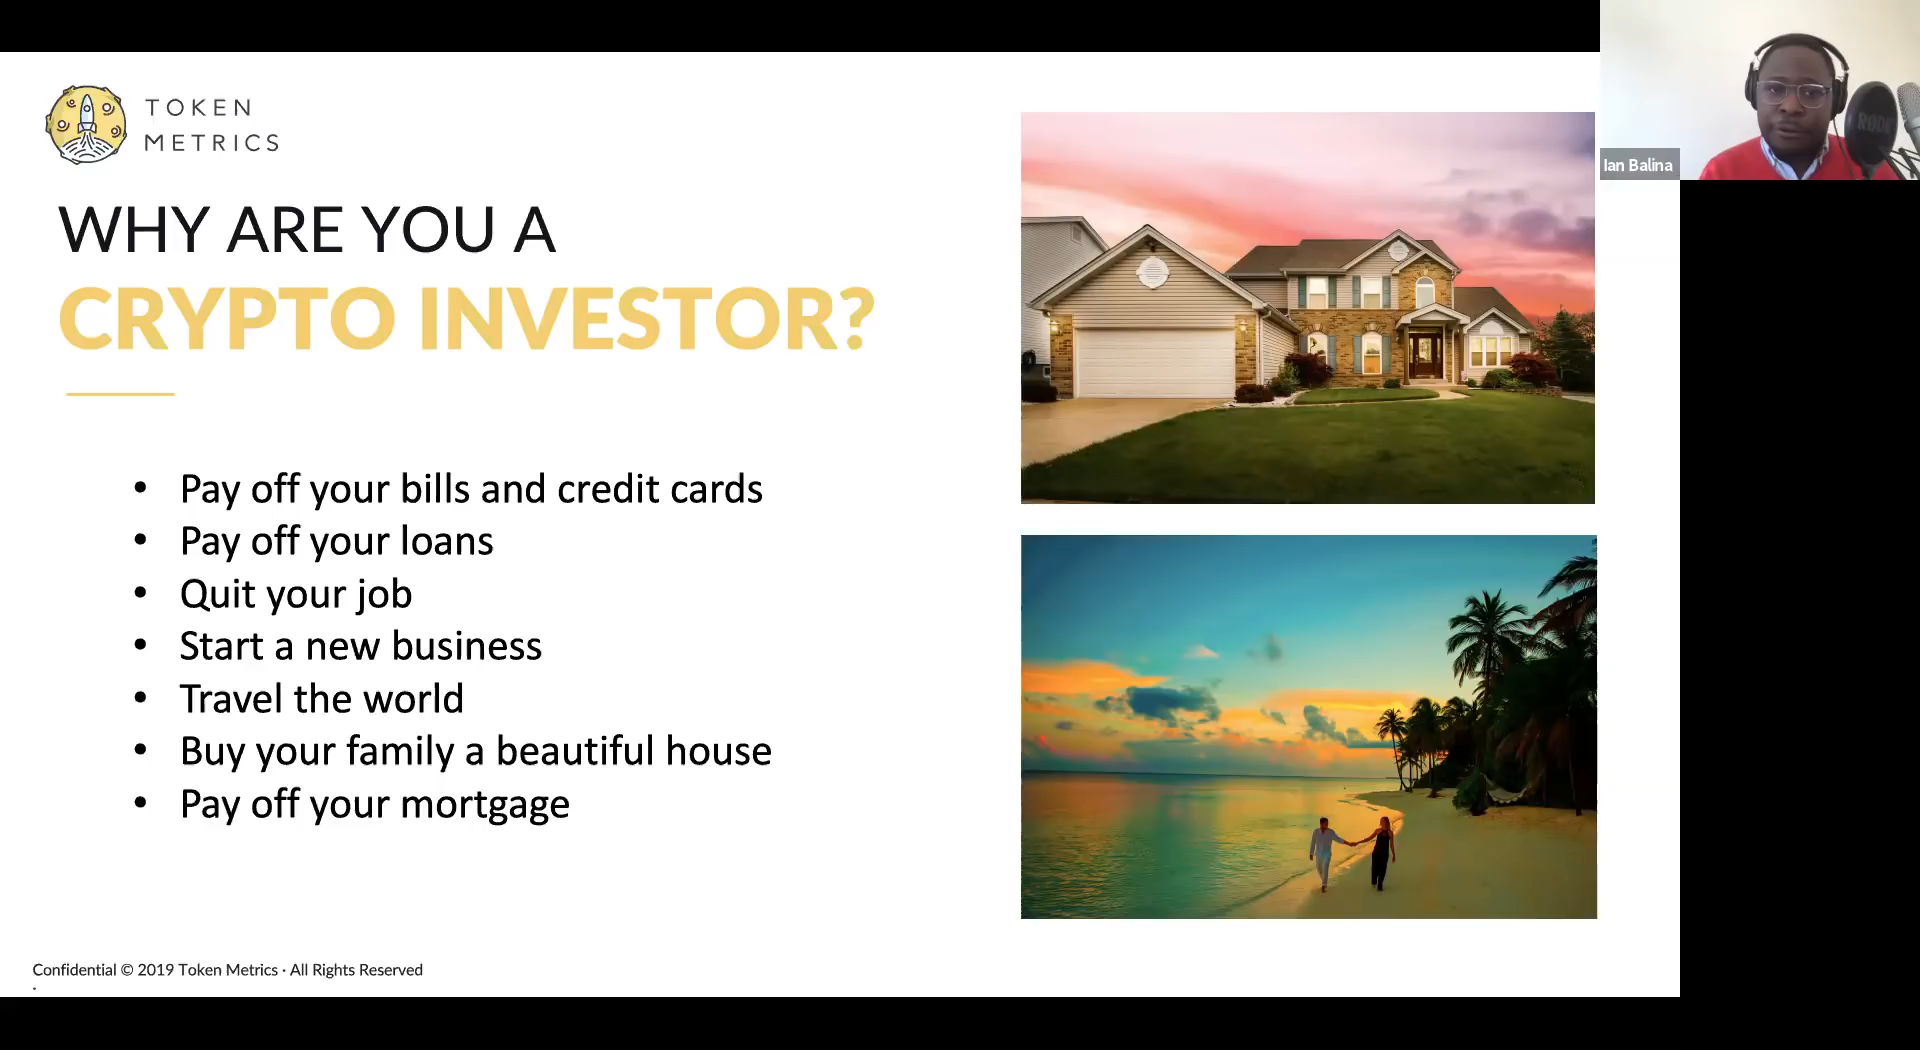 TOKEN
METRICS
WHY ARE YOU A
CRYPTO INVESTOR?
• Pay off your bills and credit cards
• Pay off your loans
• Quit your job
• Start a new business
• Travel the world
• Buy your family a beautiful house
• Pay off your mortgage
Confidential © 2019 Token Metrics · All Rights Reserved
.
Ian Balina
RODE